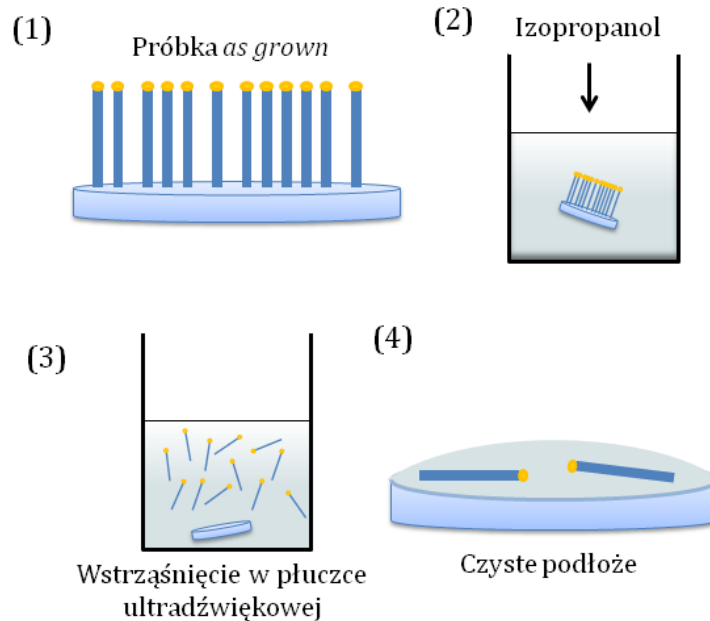 (1)
Próbka as grown
(2)
Izopropanol
(3)
Wstrząśnięcie w płuczce
ultradźwiękowej
(4)
Czyste podłoże